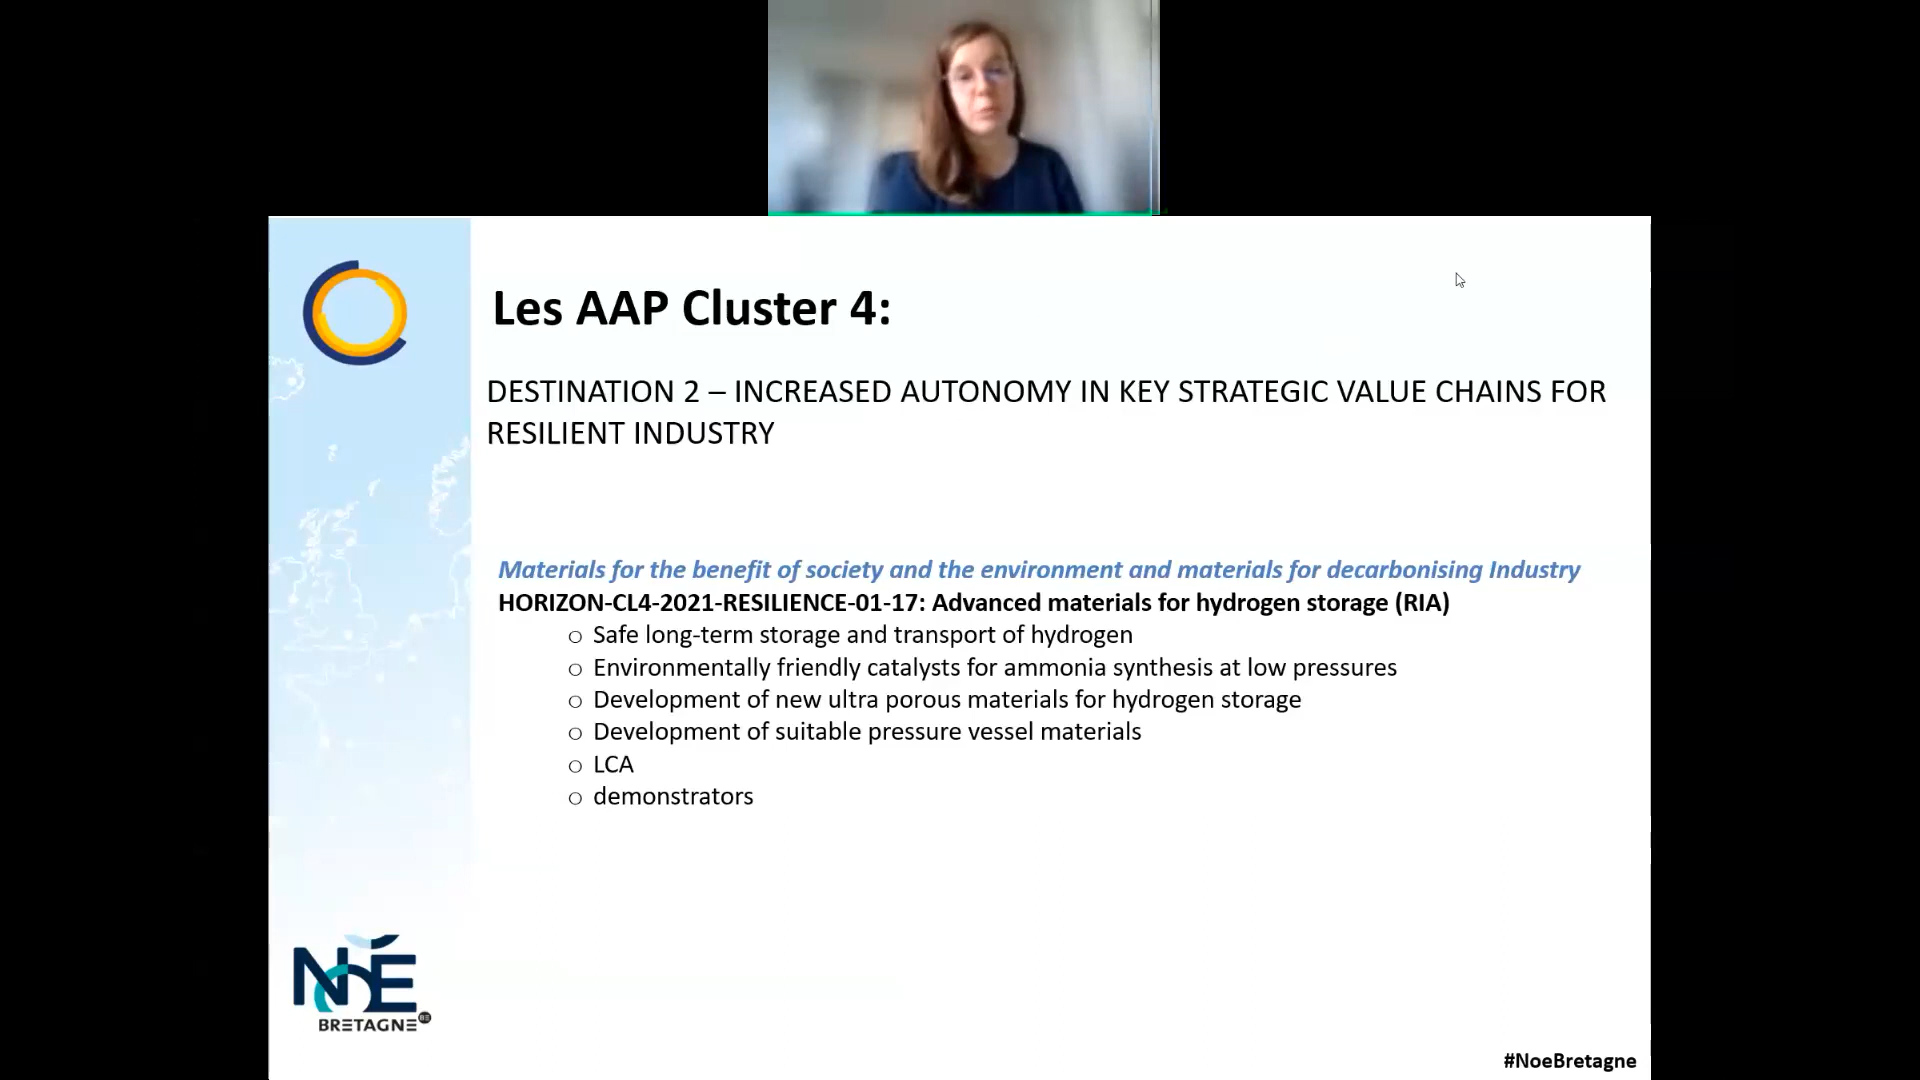 Les AAP Cluster 4:
DESTINATION 2 – INCREASED AUTONOMY IN KEY STRATEGIC VALUE CHAINS FOR
RESILIENT INDUSTRY
Materials for the benefit of society and the environment and materials for decarbonising Industry
HORIZON-CL4-2021-RESILIENCE-01-17: Advanced materials for hydrogen storage (RIA)
○ Safe long-term storage and transport of hydrogen
○ Environmentally friendly catalysts for ammonia synthesis at low pressures
○ Development of new ultra porous materials for hydrogen storage
○ Development of suitable pressure vessel materials
○ LCA
○ demonstrators
NOÉ
BRETAGNE BE
#NoeBretagne